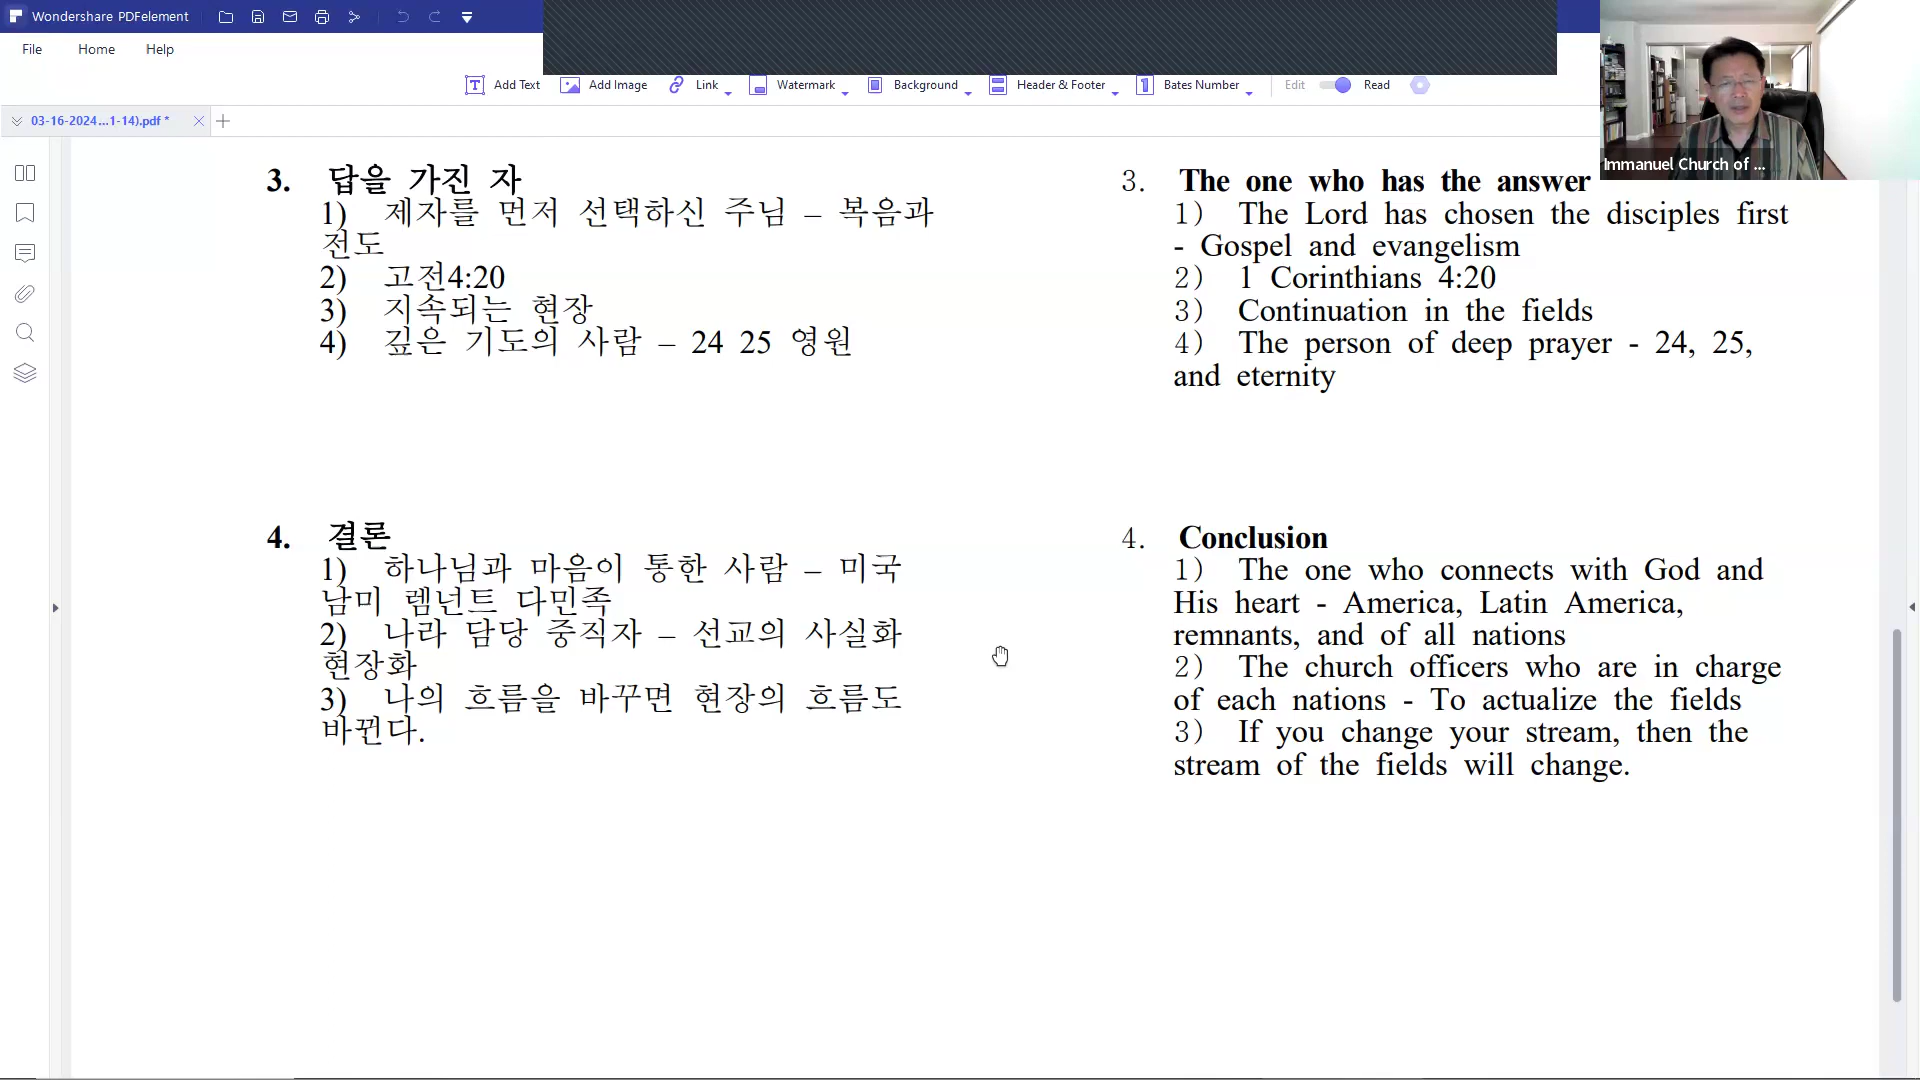 Wondershare PDFelement
File Home Help
Add Text Add Image Link Watermark Background Header & Footer Bates Number Edit Read
03-16-2024...1-14).pdf *
Immanuel Church of ...
3. 답을 가진 자
1) 제자를 먼저 선택하신 주님 – 복음과
전도
2) 고전4:20
3) 지속되는 현장
4) 깊은 기도의 사람 – 24 25 영원
4. 결론
1) 하나님과 마음이 통한 사람 – 미국
남미 렘넌트 다민족
2) 나라 담당 중직자 – 선교의 사실화
현장화
3) 나의 흐름을 바꾸면 현장의 흐름도
바뀐다.
3. The one who has the answer
1) The Lord has chosen the disciples first
- Gospel and evangelism
2) 1 Corinthians 4:20
3) Continuation in the fields
4) The person of deep prayer - 24, 25,
and eternity
4. Conclusion
1) The one who connects with God and
His heart - America, Latin America,
remnants, and of all nations
2) The church officers who are in charge
of each nations - To actualize the fields
3) If you change your stream, then the
stream of the fields will change.